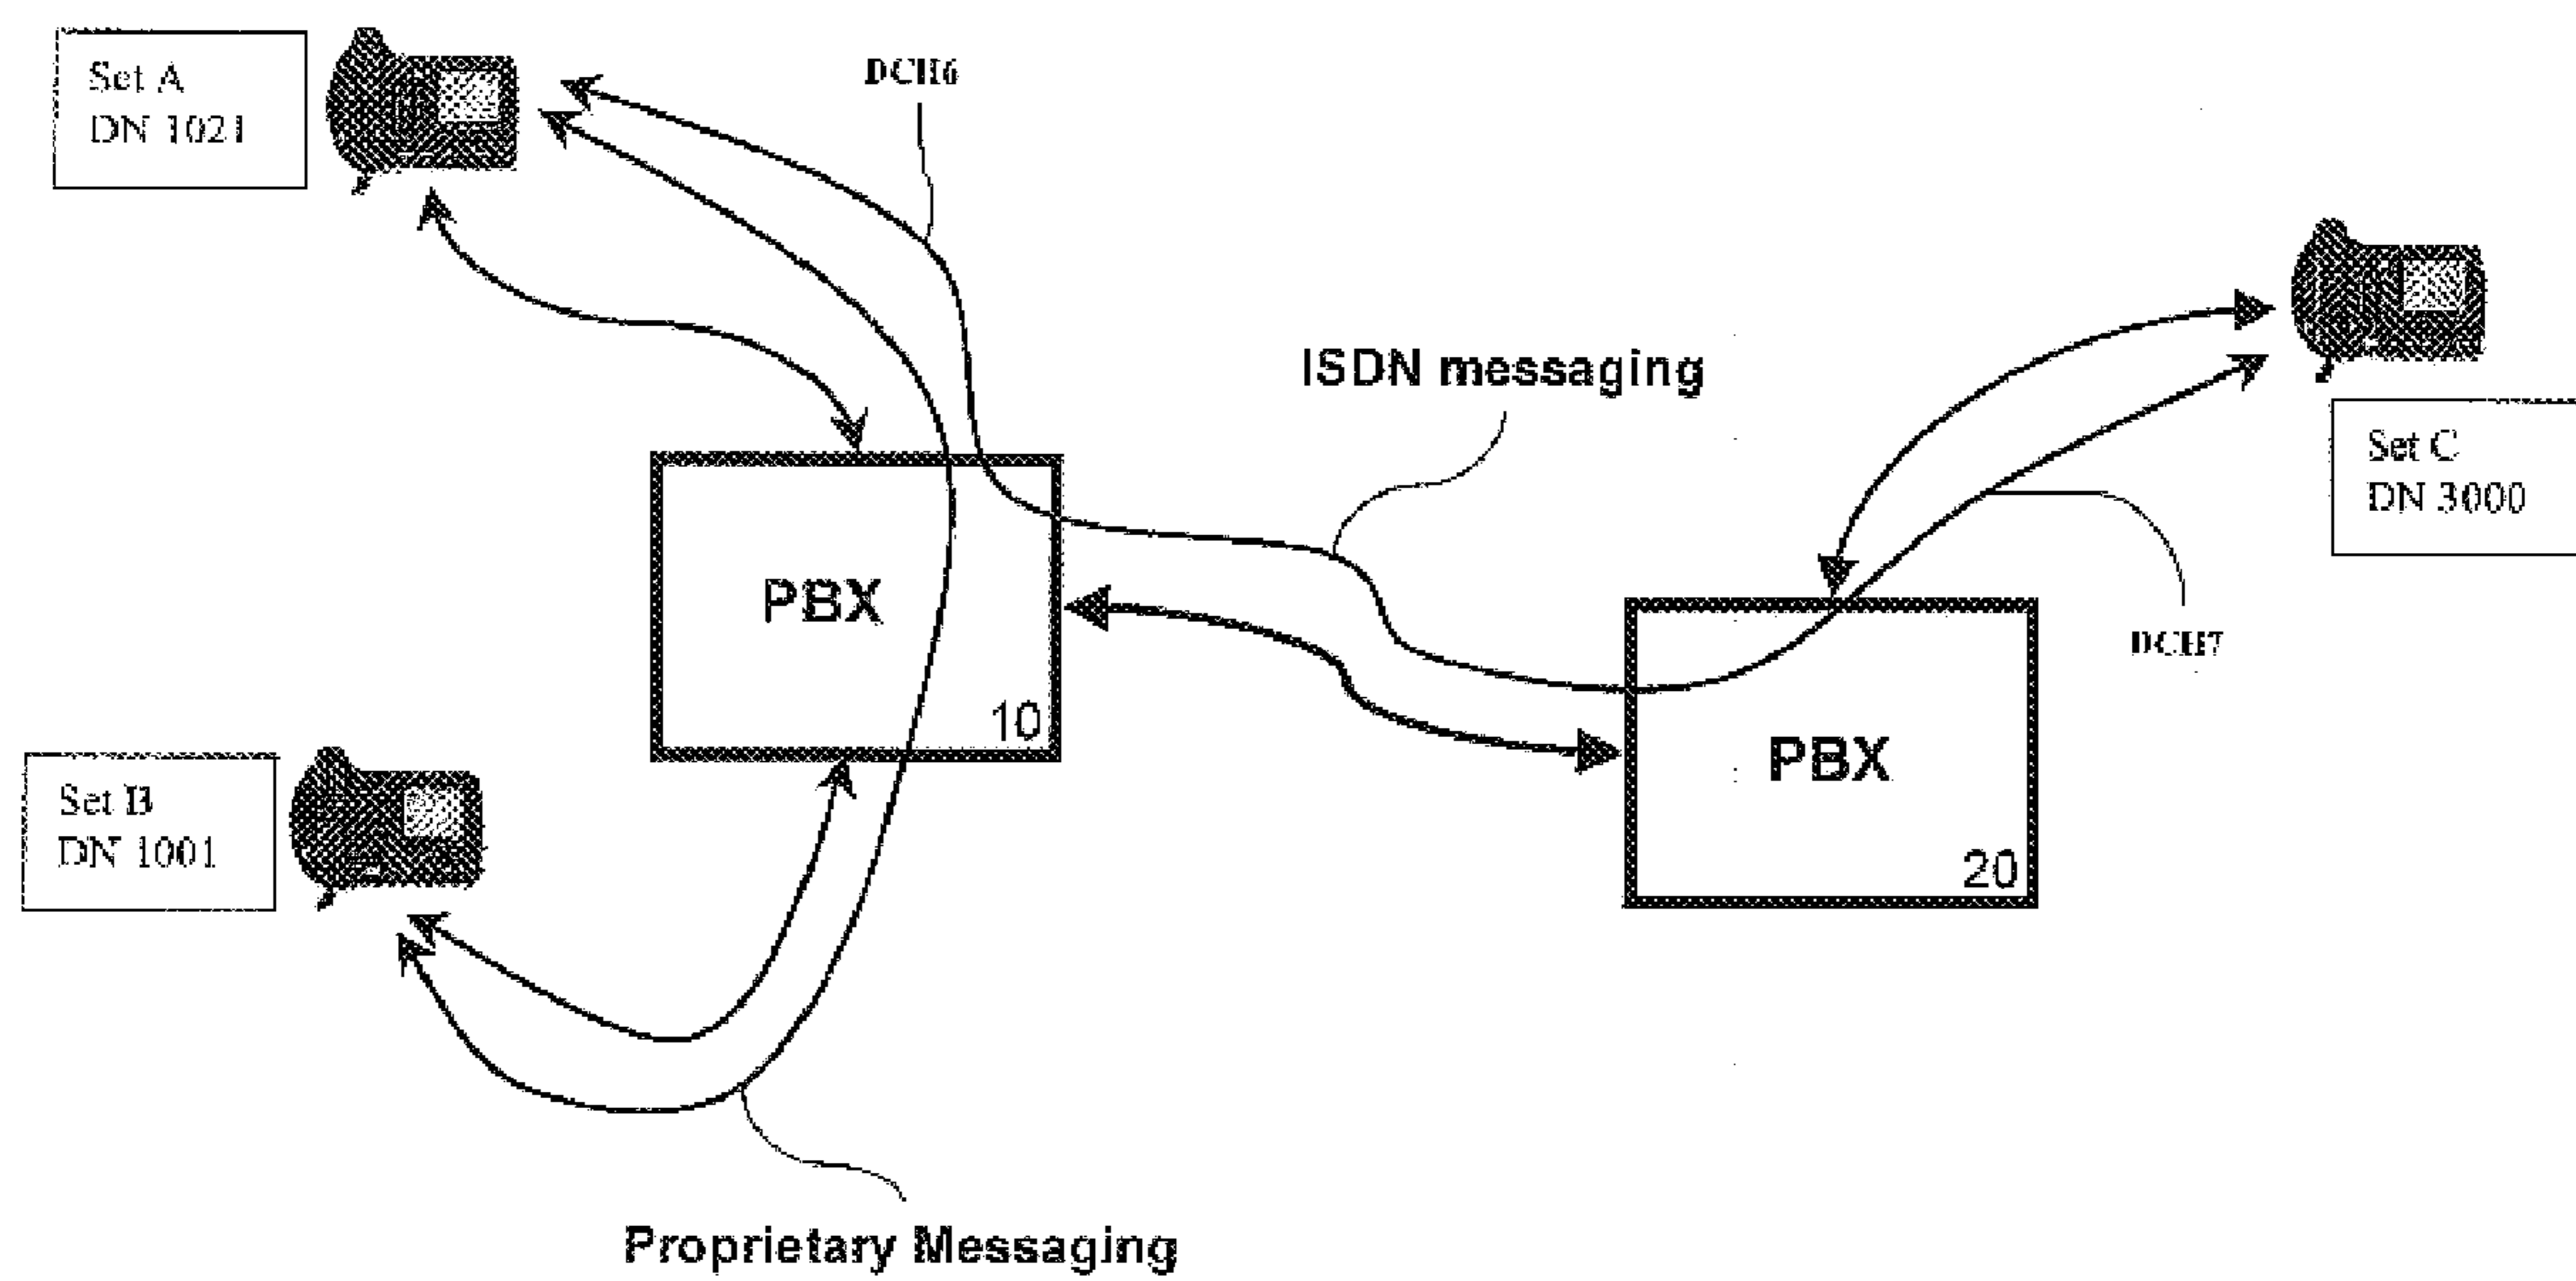 Set A
DN 1021
DCH6
ISDN messaging
Set C
DN 3000
PBX
10
DCH7
PBX
20
Set B
DN 1001
Proprietary Messaging